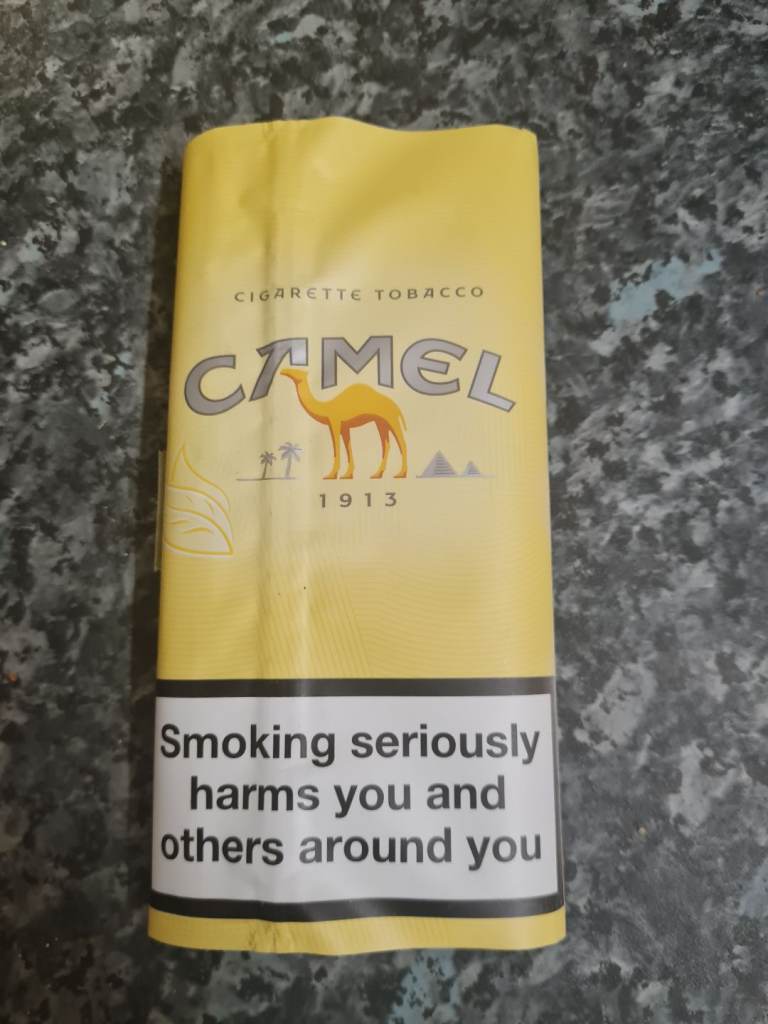 CIGARETTE TOBACCO
CAMEL
1913
Smoking seriously
harms you and
others around you